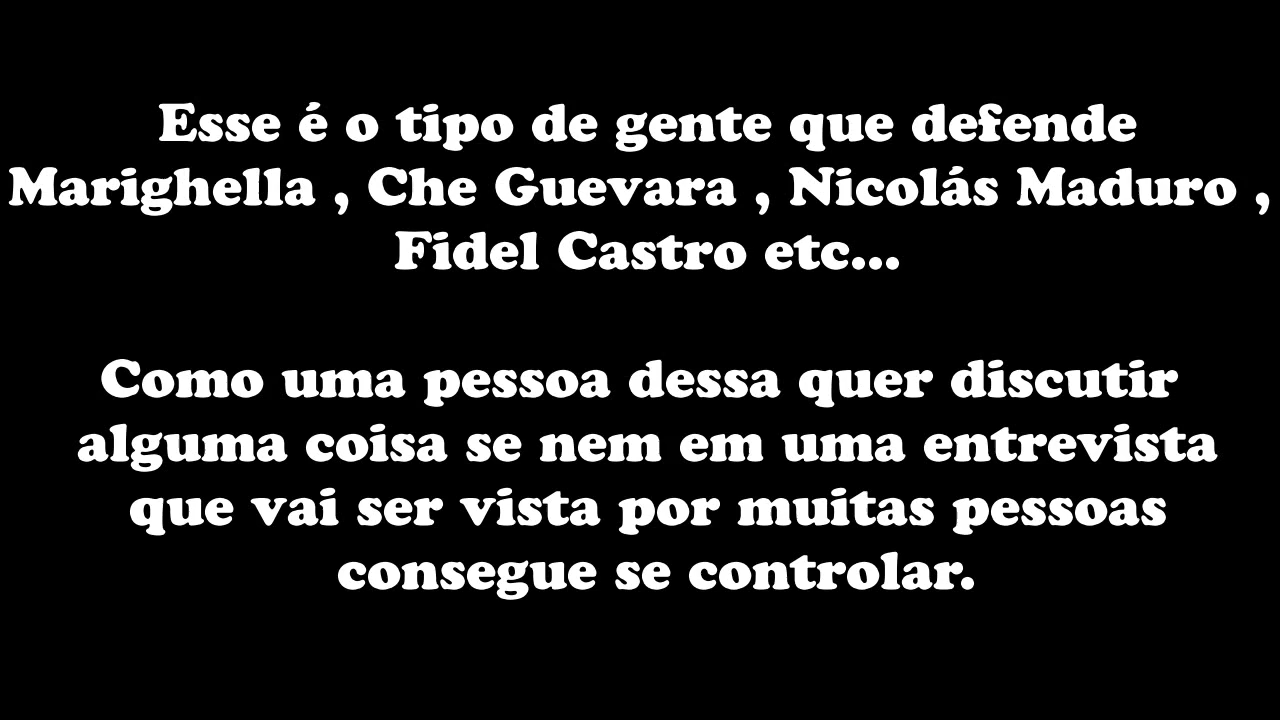 Esse é o tipo de gente que defende
Marighella , Che Guevara , Nicolás Maduro ,
Fidel Castro etc...
Como uma pessoa dessa quer discutir
alguma coisa se nem em uma entrevista
que vai ser vista por muitas pessoas
consegue se controlar.